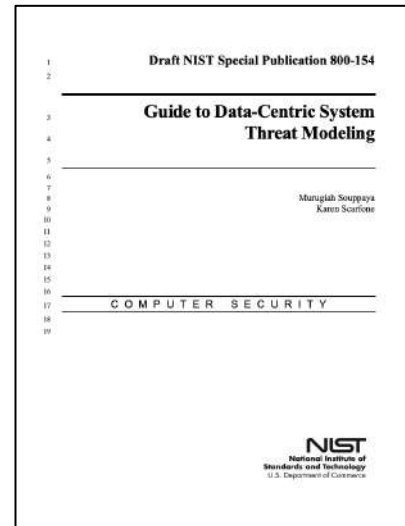 1 Draft NIST Special Publication 800-154
2
3 Guide to Data-Centric System
4 Threat Modeling
5
6
7
8 Murugiah Souppaya
9 Karen Scarfone
10
11
12
13
14
15
16
17 COMPUTER SECURITY
18
19
NIST
National Institute of
Standards and Technology
U.S. Department of Commerce